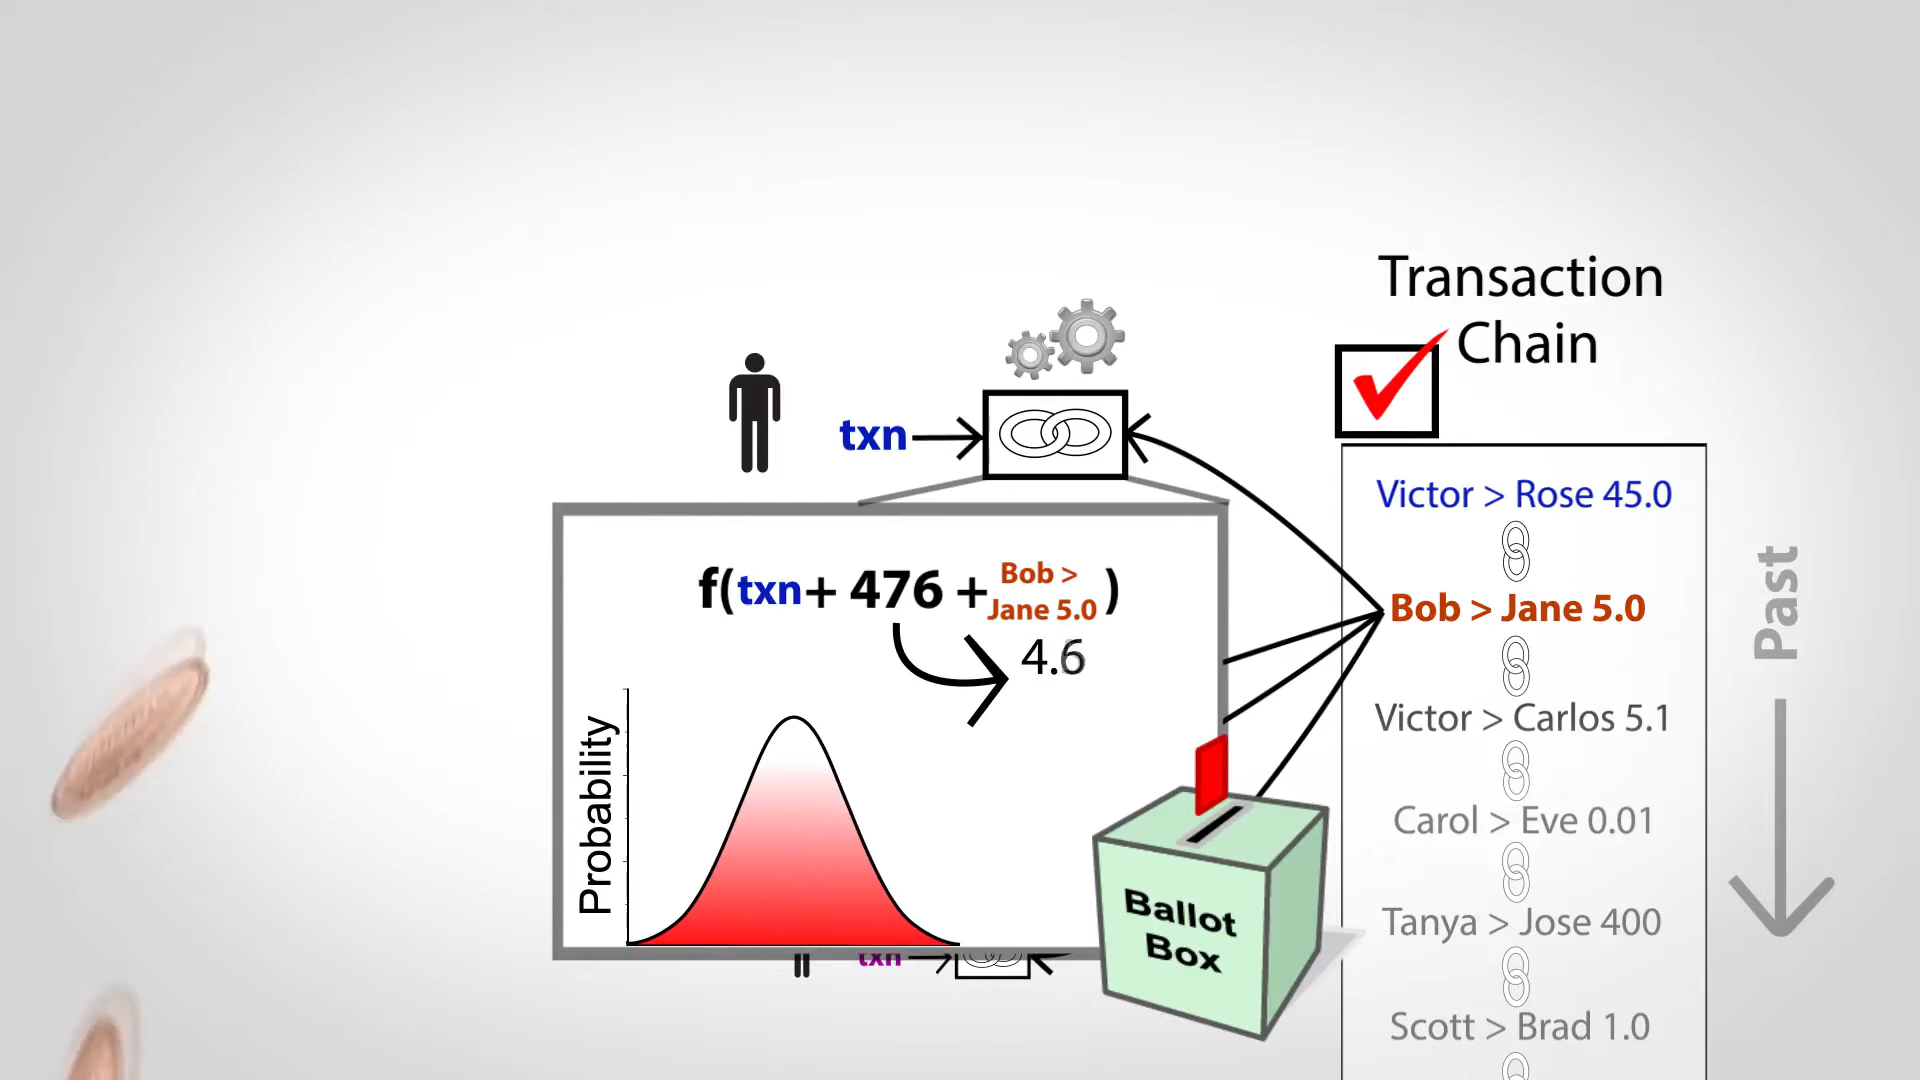 Transaction
Chain
txn
Victor > Rose 45.0
f(txn+ 476 + Bob >
Jane 5.0 )
Bob > Jane 5.0
4.6
Past
Victor > Carlos 5.1
Probability
Carol > Eve 0.01
Ballot
Box
Tanya > Jose 400
txn
Scott > Brad 1.0